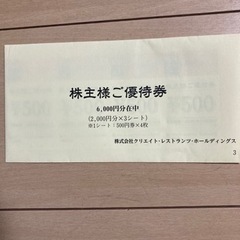 株主様ご優待券
6,000円分在中
(2,000円分×3シート)
※1シート:500円券×4枚
株式会社クリエイト・レストランツ・ホールディングス
3